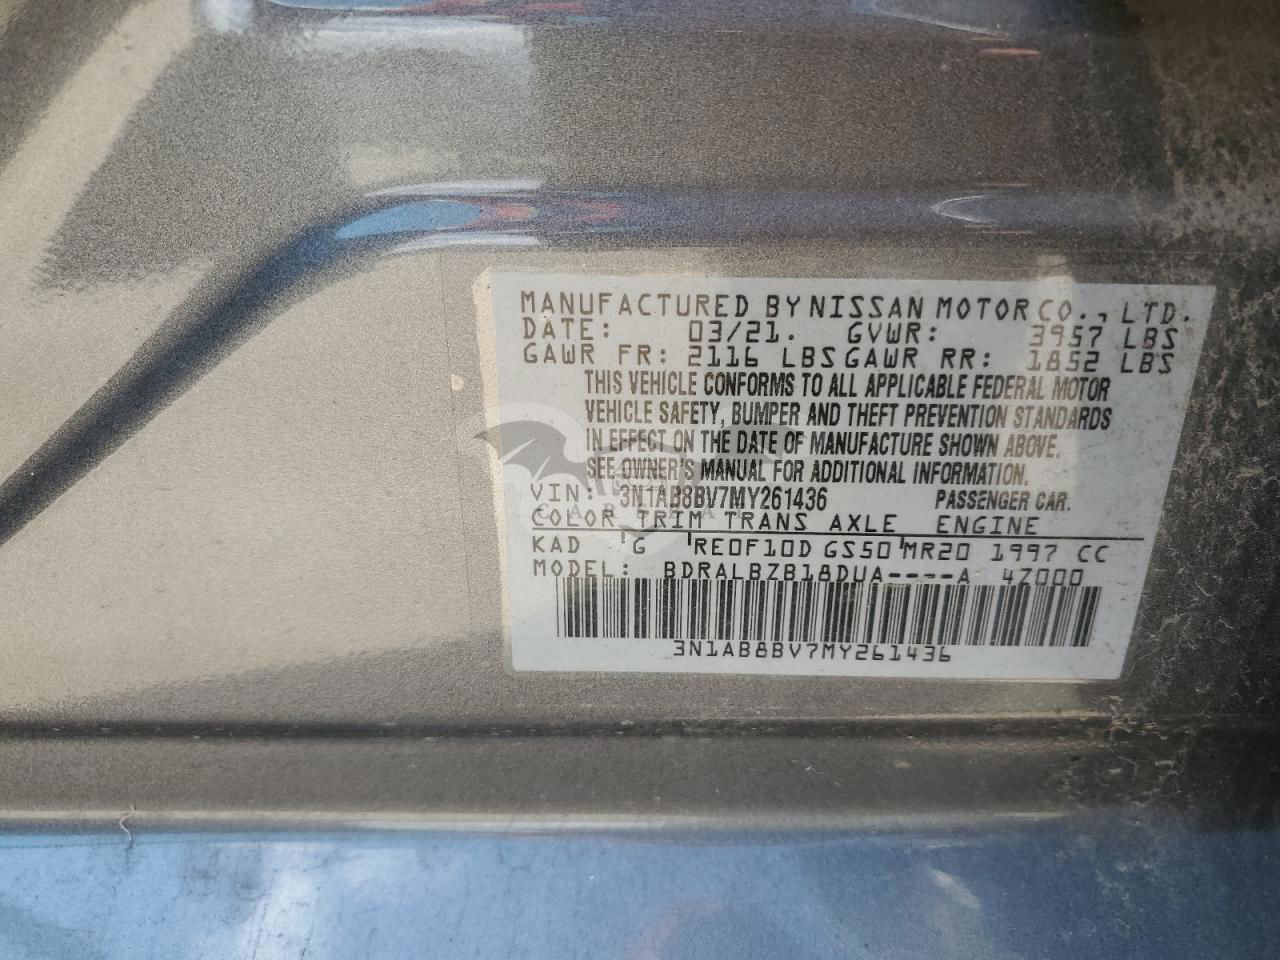 MANUFACTURED BY NISSAN MOTOR CO., LTD.
DATE: 03/21. GVWR: 3957 LBS
GAWR FR: 2116 LBS GAWR RR: 1852 LBS
THIS VEHICLE CONFORMS TO ALL APPLICABLE FEDERAL MOTOR
VEHICLE SAFETY, BUMPER AND THEFT PREVENTION STANDARDS
IN EFFECT ON THE DATE OF MANUFACTURE SHOWN ABOVE.
SEE OWNER'S MANUAL FOR ADDITIONAL INFORMATION.
VIN: 3N1AB8BV7MY261436 PASSENGER CAR.
COLOR TRIM TRANS AXLE ENGINE
KAD G RE0F10D GS50 MR20 1997 CC
MODEL: BDRALBZB18DUA----A 47000
3N1AB8BV7MY261436